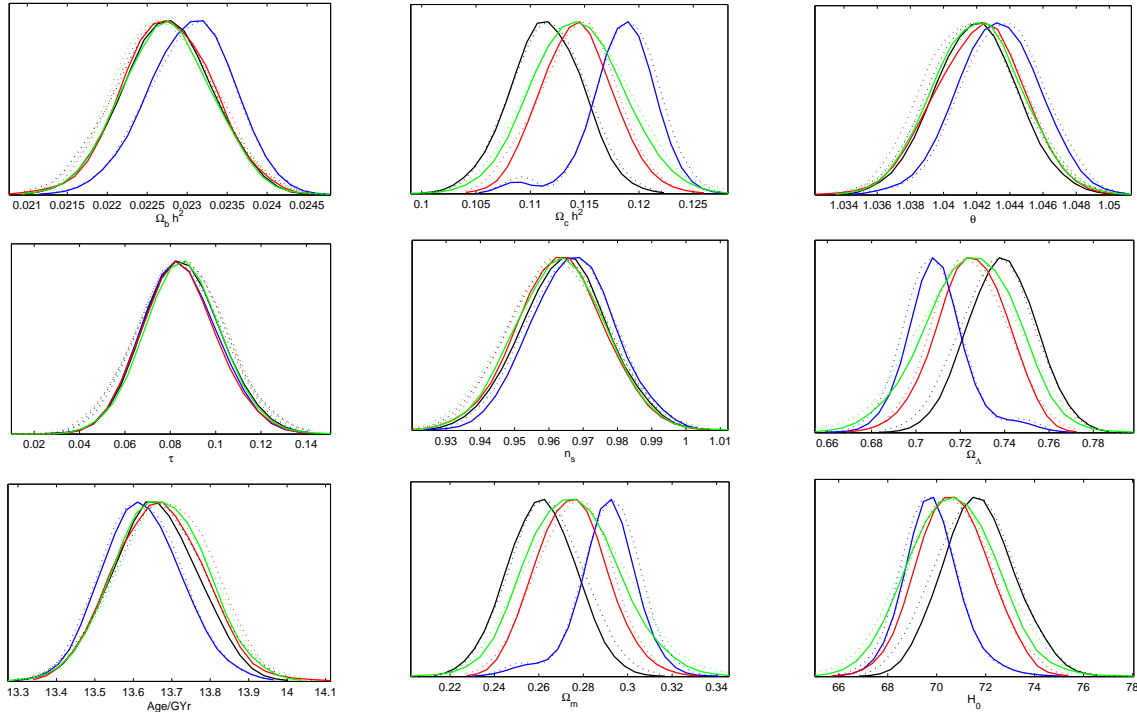 0.021 0.0215 0.022 0.0225 0.023 0.0235 0.024 0.0245
Ω_b h²
0.1 0.105 0.11 0.115 0.12 0.125
Ω_c h²
1.034 1.036 1.038 1.04 1.042 1.044 1.046 1.048 1.05
θ
0.02 0.04 0.06 0.08 0.1 0.12 0.14
τ
0.93 0.94 0.95 0.96 0.97 0.98 0.99 1 1.01
n_s
0.66 0.68 0.7 0.72 0.74 0.76 0.78
Ω_Λ
13.3 13.4 13.5 13.6 13.7 13.8 13.9 14 14.1
Age/GYr
0.22 0.24 0.26 0.28 0.3 0.32 0.34
Ω_m
66 68 70 72 74 76 78
H_0